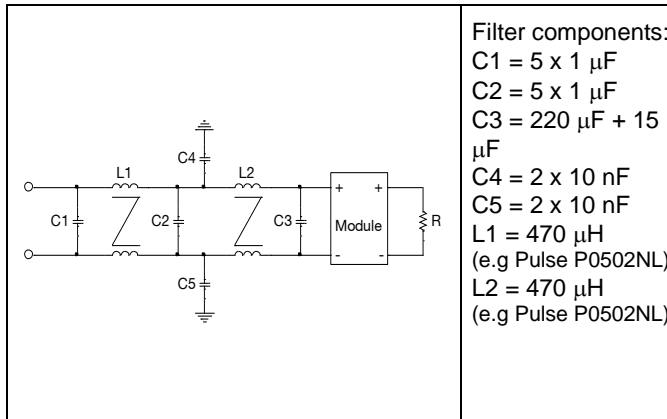 C4
L1
L2
C1
C2
C3
C5
+
+
-
-
Module
R
Filter components:
C1 = 5 x 1 μF
C2 = 5 x 1 μF
C3 = 220 μF + 15
μF
C4 = 2 x 10 nF
C5 = 2 x 10 nF
L1 = 470 μH
(e.g Pulse P0502NL)
L2 = 470 μH
(e.g Pulse P0502NL)